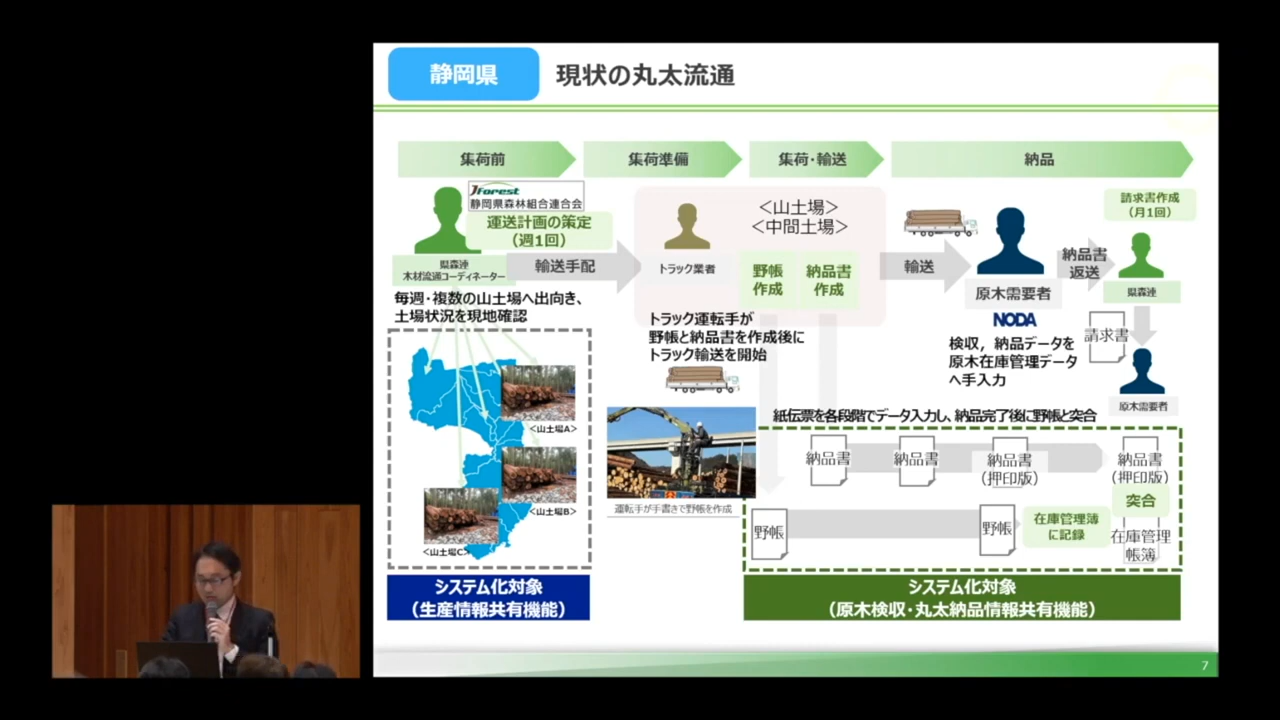 静岡県
現状の丸太流通
集荷前
集荷準備
集荷・輸送
納品
JForest
静岡県森林組合連合会
運送計画の策定
（週1回）
県森連
木材流通コーディネーター
輸送手配
毎週・複数の山土場へ出向き、
土場状況を現地確認
<山土場A>
<山土場B>
<山土場C>
システム化対象
（生産情報共有機能）
トラック業者
＜山土場＞
＜中間土場＞
野帳
作成
納品書
作成
トラック運転手が
野帳と納品書を作成後に
トラック輸送を開始
運転手が手書きで野帳を作成
輸送
原木需要者
NODA
検収，納品データを
原木在庫管理データ
へ手入力
納品書
返送
請求書作成
（月1回）
県森連
請求書
原木需要者
紙伝票を各段階でデータ入力し、納品完了後に野帳と突合
納品書
納品書
納品書
（押印版）
納品書
（押印版）
突合
野帳
野帳
在庫管理簿
に記録
在庫管理
帳簿
システム化対象
（原木検収・丸太納品情報共有機能）
7